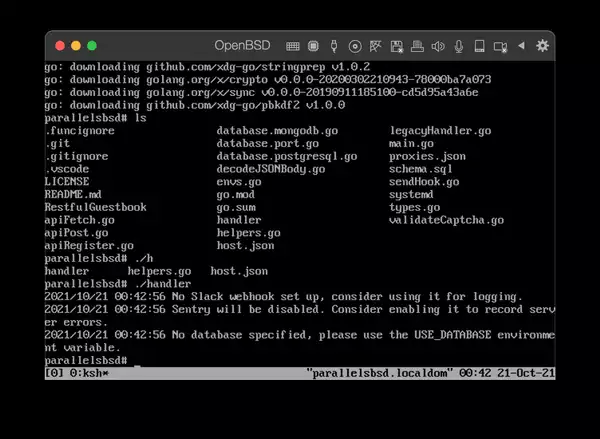 OpenBSD
go: downloading github.com/xdg-go/stringprep v1.0.2
go: downloading golang.org/x/crypto v0.0.0-20200302210943-78000ba7a073
go: downloading golang.org/x/sync v0.0.0-20190911185100-cd5d95a43a6e
go: downloading github.com/xdg-go/pbkdf2 v1.0.0
parallelsbsd# ls
.funcignore database.mongodb.go legacyHandler.go
.git database.port.go main.go
.gitignore database.postgresql.go proxies.json
.vscode decodeJSONBody.go schema.sql
LICENSE envs.go sendHook.go
README.md go.mod systemd
RestfulGuestbook go.sum types.go
apiFetch.go handler validateCaptcha.go
apiPost.go helpers.go
apiRegister.go host.json
parallelsbsd# ./h
handler helpers.go host.json
parallelsbsd# ./handler
2021/10/21 00:42:56 No Slack webhook set up, consider using it for logging.
2021/10/21 00:42:56 Sentry will be disabled. Consider enabling it to record serv
er errors.
2021/10/21 00:42:56 No database specified, please use the USE_DATABASE environme
nt variable.
parallelsbsd#
[0] 0:ksh* "parallelsbsd.localdom" 00:42 21-Oct-21